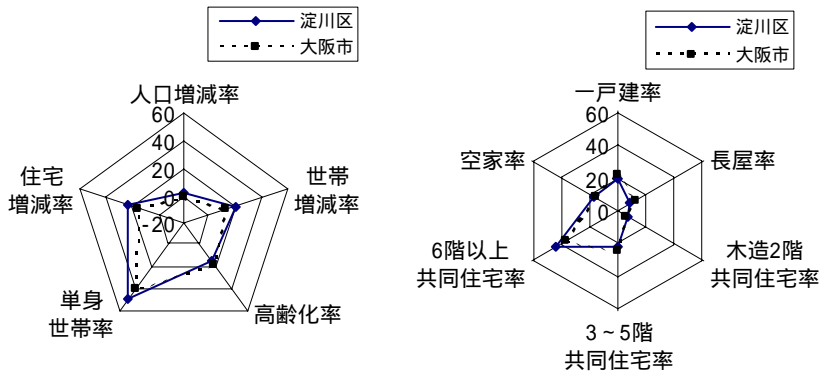 淀川区
大阪市
人口増減率
60
40
20
0
-20
世帯
増減率
高齢化率
単身
世帯率
住宅
増減率
淀川区
大阪市
一戸建率
60
40
20
0
長屋率
木造2階
共同住宅率
3~5階
共同住宅率
6階以上
共同住宅率
空家率